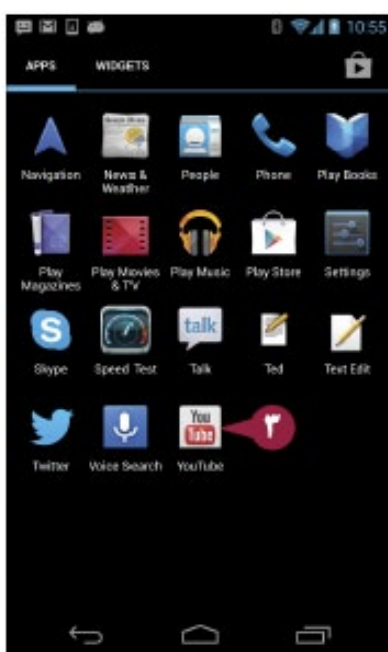 10:55
APPS WIDGETS
Navigation News & Weather People Phone Play Books
Play Magazines Play Movies & TV Play Music Play Store Settings
S
talk
Skype Speed Test Talk Ted Text Edit
You
Tube
۳
Twitter Voice Search YouTube